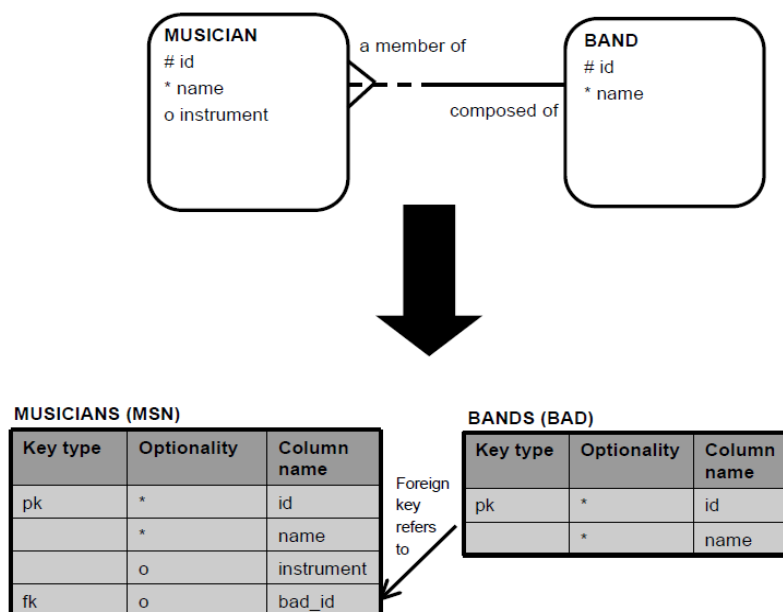 MUSICIAN
# id
* name
o instrument
a member of
composed of
BAND
# id
* name
MUSICIANS (MSN)
Key type Optionality Column
name
pk * id
* name
o instrument
fk o bad_id
Foreign
key
refers
to
BANDS (BAD)
Key type Optionality Column
name
pk * id
* name